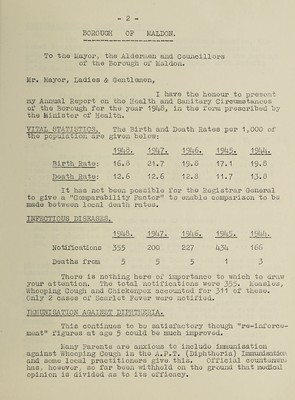 - 2 -
BOROUGH OF MALDON.
To the Mayor, the Aldermen and Councillors
of the Borough of Maldon.
Mr. Mayor, Ladies & Gentlemen,
I have the honour to present
my Annual Report on the Health and Sanitary Circumstances
of the Borough for the year 1948, in the form prescribed by
the Minister of Health.
VITAL STATISTICS. The Birth and Death Rates per 1,000 of
the population are given below:
1948. 1947. 1946. 1945. 1944.
Birth Rate: 16.8 21.7 19.8 17.1 19.8
Death Rate: 12.6 12.6 12.8 11.7 13.8
It has not been possible for the Registrar General
to give a "Comparability Factor" to enable comparison to be
made between local death rates.
INFECTIOUS DISEASES.
1948. 1947. 1946. 1945. 1944.
Notifications 355 200 227 434 166
Deaths from 5 5 5 1 3
There is nothing here of importance to which to draw
your attention. The total notifications were 355. Measles,
Whooping Cough and Chickenpox accounted for 311 of these.
Only 2 cases of Scarlet Fever were notified.
IMMUNISATION AGAINST DIPHTHERIA.
This continues to be satisfactory though "re-inforce-
ment" figures at age 5 could be much improved.
Many Parents are anxious to include immunisation
against Whooping Cough in the A.P.T. (Diphtheria) Immunisation
and some local practitioners give this. Official countenance
has, however, so far been withheld on the ground that medical
opinion is divided as to its efficacy.